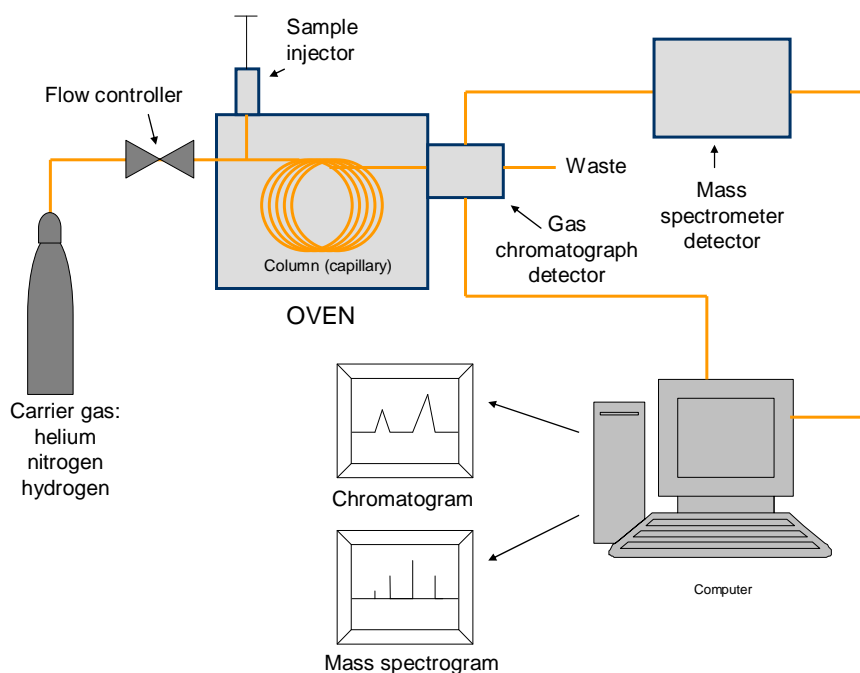 Sample
injector
Flow controller
Waste
Mass
spectrometer
detector
Gas
chromatograph
detector
Column (capillary)
OVEN
Carrier gas:
helium
nitrogen
hydrogen
Chromatogram
Computer
Mass spectrogram